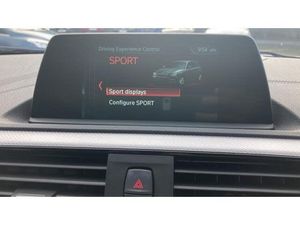 Driving Experience Control
SPORT
Sport displays
Configure SPORT